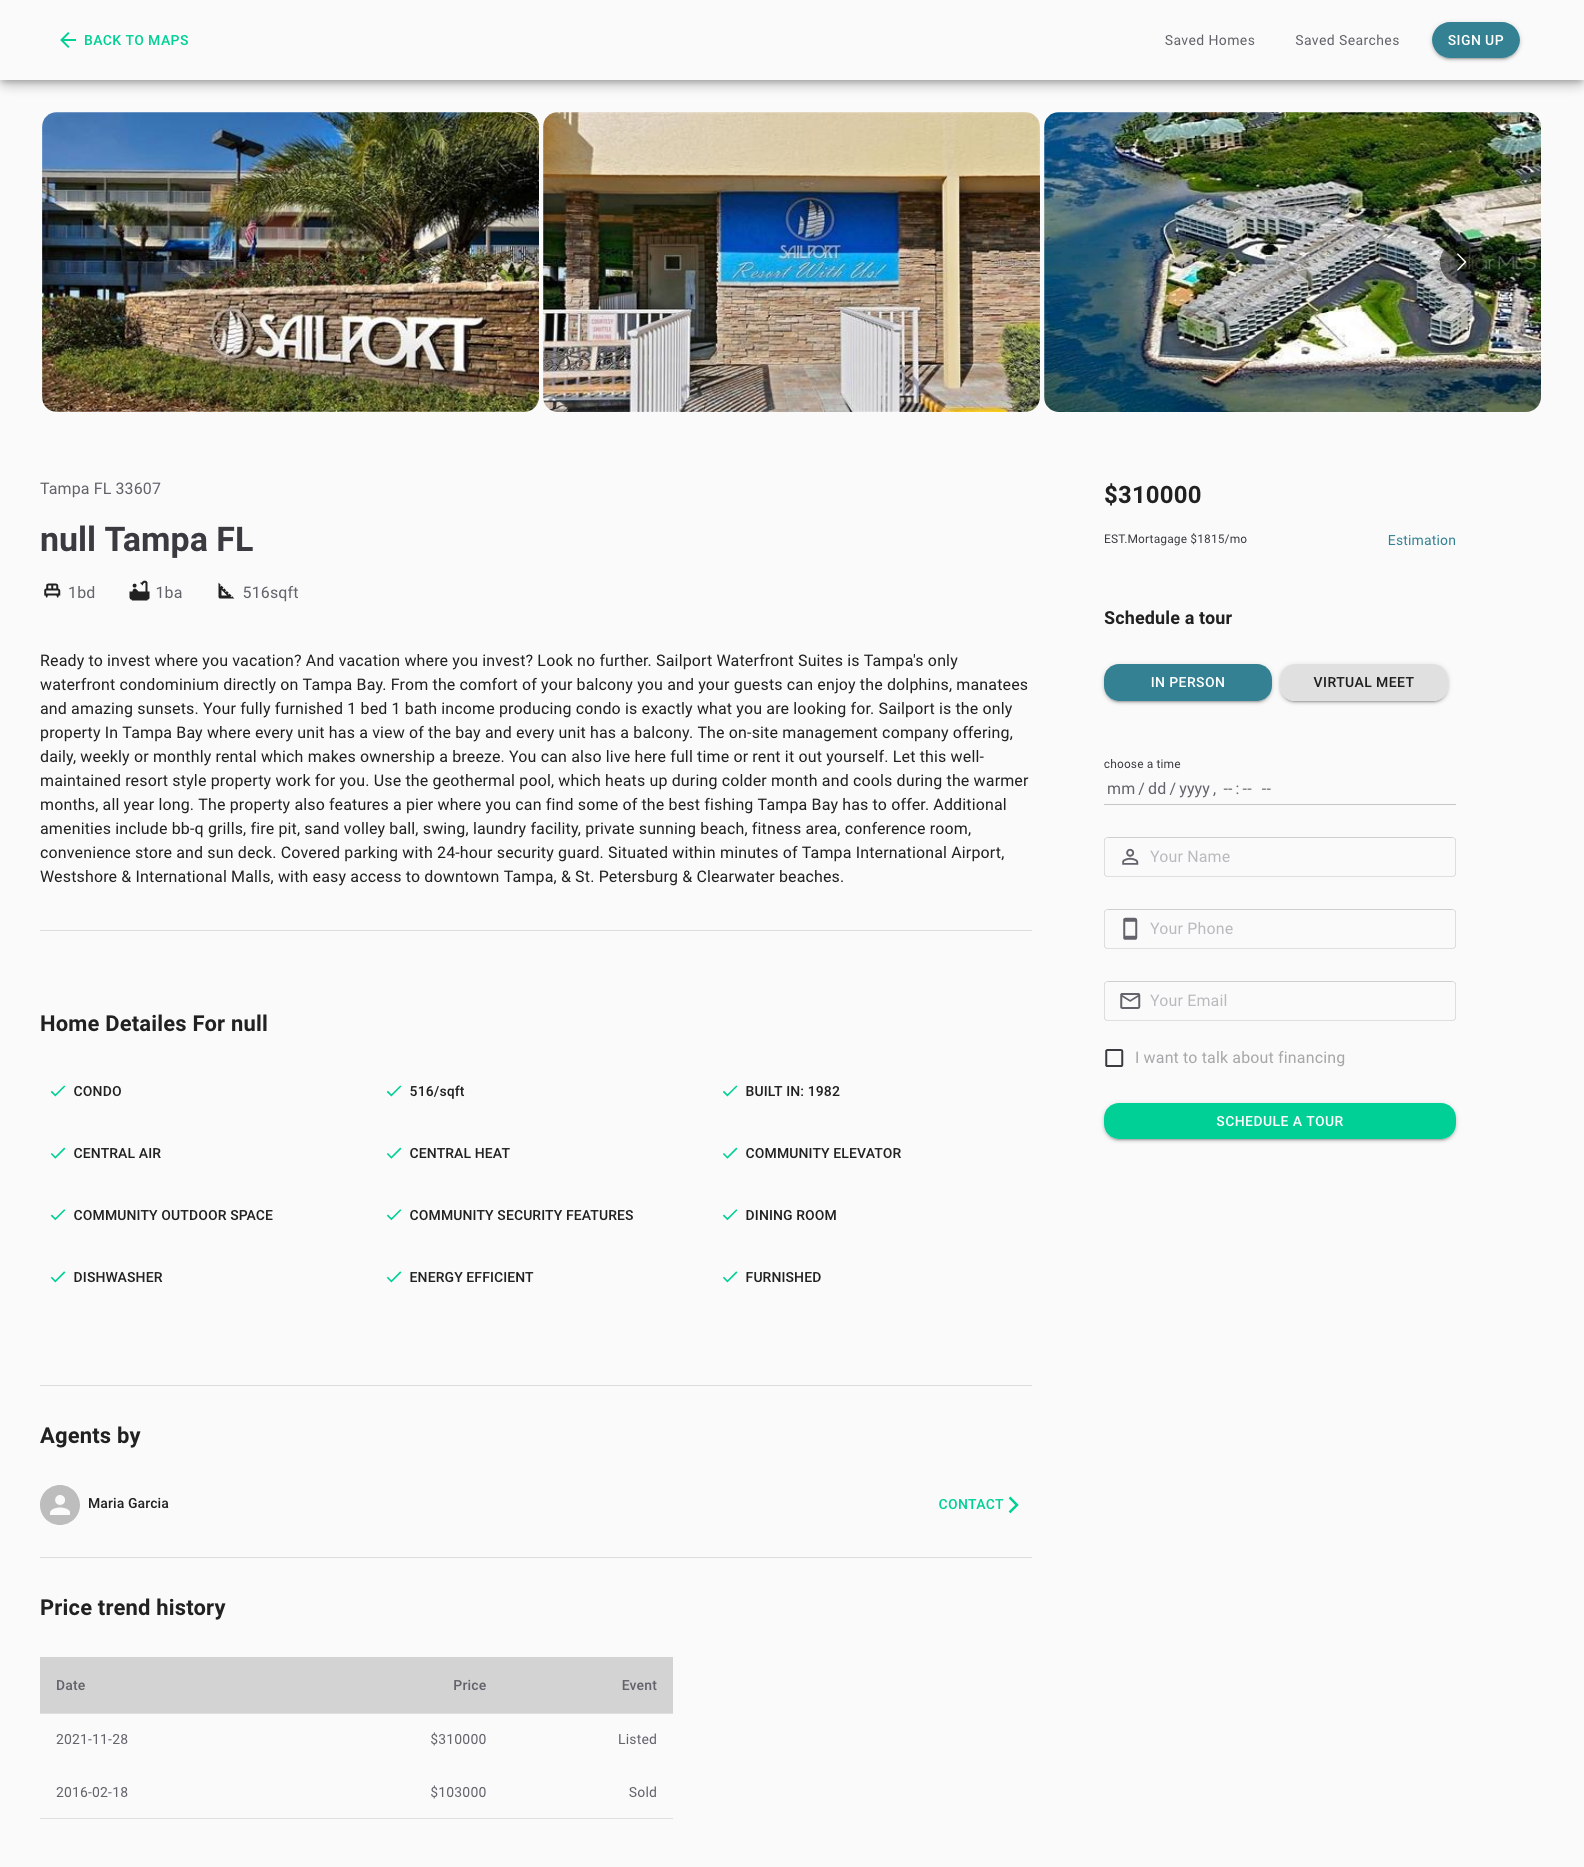 BACK TO MAPS
Saved Homes
Saved Searches
SIGN UP
SAILPORT
SAILPORT
Resort With Us!
COURTESY
SHUTTLE
PARKING
Tampa FL 33607
null Tampa FL
1bd
1ba
516sqft
Ready to invest where you vacation? And vacation where you invest? Look no further. Sailport Waterfront Suites is Tampa's only
waterfront condominium directly on Tampa Bay. From the comfort of your balcony you and your guests can enjoy the dolphins, manatees
and amazing sunsets. Your fully furnished 1 bed 1 bath income producing condo is exactly what you are looking for. Sailport is the only
property In Tampa Bay where every unit has a view of the bay and every unit has a balcony. The on-site management company offering,
daily, weekly or monthly rental which makes ownership a breeze. You can also live here full time or rent it out yourself. Let this well-
maintained resort style property work for you. Use the geothermal pool, which heats up during colder month and cools during the warmer
months, all year long. The property also features a pier where you can find some of the best fishing Tampa Bay has to offer. Additional
amenities include bb-q grills, fire pit, sand volley ball, swing, laundry facility, private sunning beach, fitness area, conference room,
convenience store and sun deck. Covered parking with 24-hour security guard. Situated within minutes of Tampa International Airport,
Westshore & International Malls, with easy access to downtown Tampa, & St. Petersburg & Clearwater beaches.
Home Detailes For null
CONDO
516/sqft
BUILT IN: 1982
CENTRAL AIR
CENTRAL HEAT
COMMUNITY ELEVATOR
COMMUNITY OUTDOOR SPACE
COMMUNITY SECURITY FEATURES
DINING ROOM
DISHWASHER
ENERGY EFFICIENT
FURNISHED
Agents by
Maria Garcia
CONTACT
Price trend history
Date Price Event
2021-11-28 $310000 Listed
2016-02-18 $103000 Sold
$310000
EST.Mortagage $1815/mo
Estimation
Schedule a tour
IN PERSON
VIRTUAL MEET
choose a time
mm / dd / yyyy , -- : -- --
Your Name
Your Phone
Your Email
I want to talk about financing
SCHEDULE A TOUR